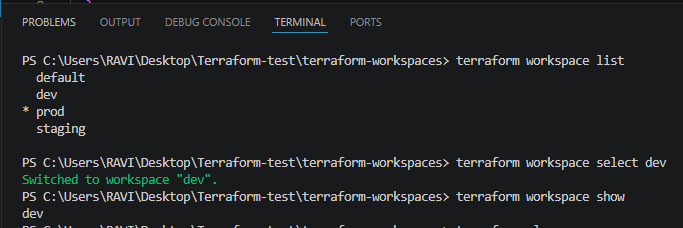 PROBLEMS OUTPUT DEBUG CONSOLE TERMINAL PORTS
PS C:\Users\RAVI\Desktop\Terraform-test\terraform-workspaces> terraform workspace list
  default
  dev
* prod
  staging
PS C:\Users\RAVI\Desktop\Terraform-test\terraform-workspaces> terraform workspace select dev
Switched to workspace "dev".
PS C:\Users\RAVI\Desktop\Terraform-test\terraform-workspaces> terraform workspace show
dev